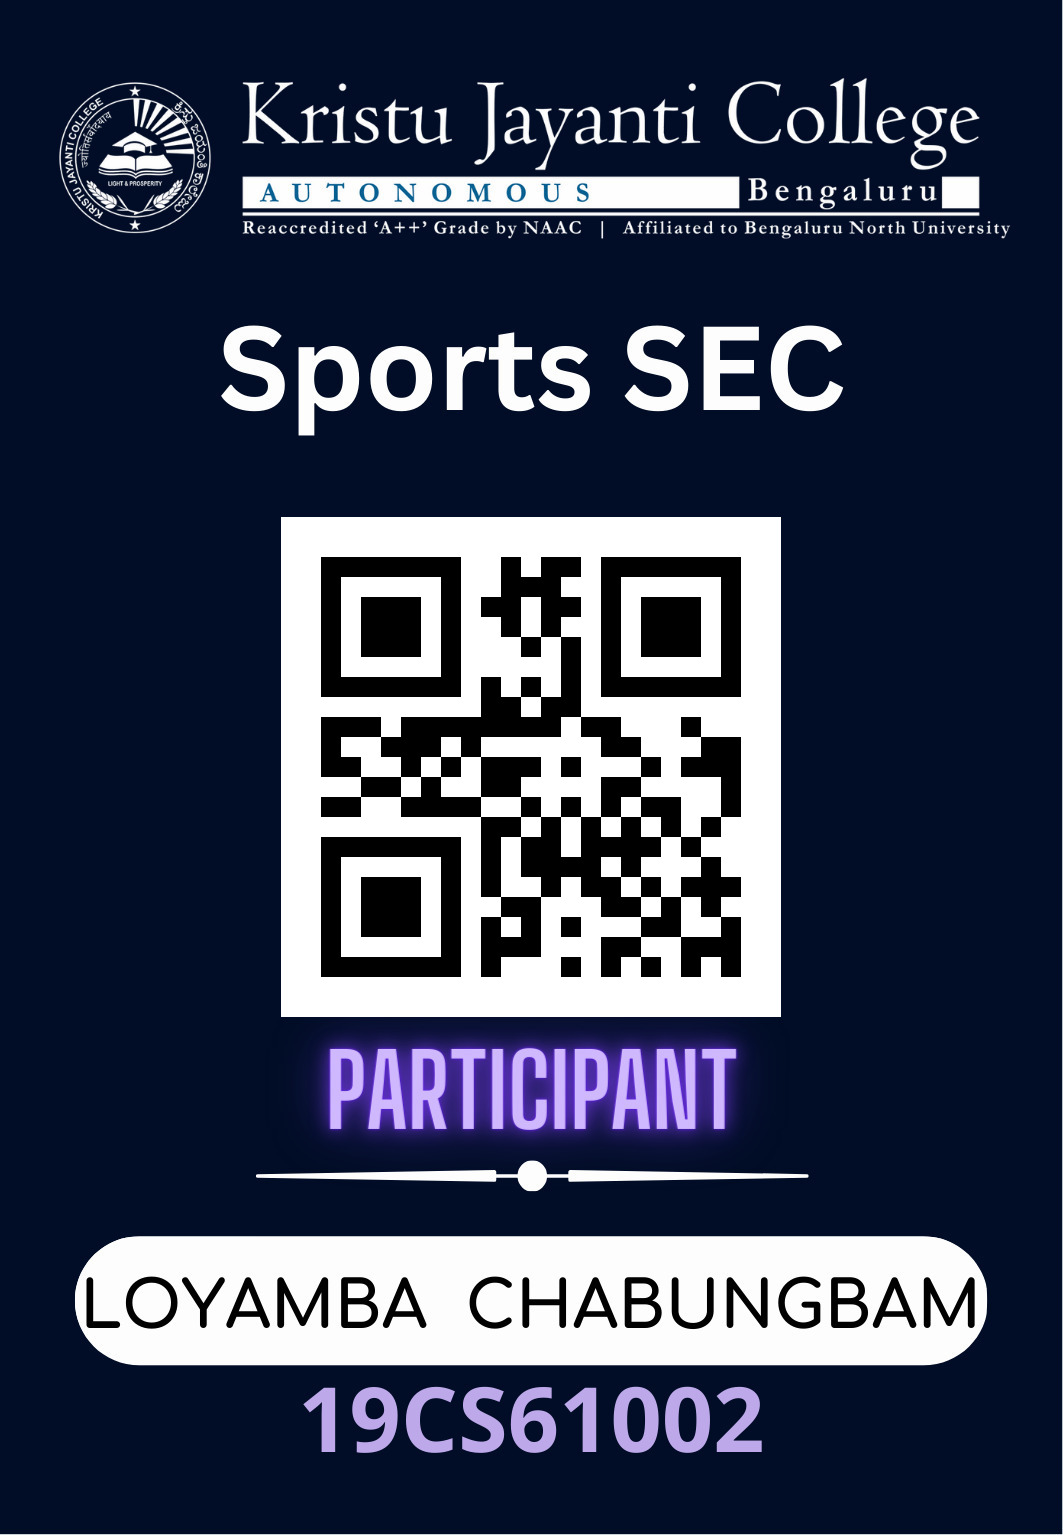 Kristu Jayanti College
AUTONOMOUS Bengaluru
Reaccredited ‘A++’ Grade by NAAC | Affiliated to Bengaluru North University
KRISTU JAYANTI COLLEGE
LIGHT & PROSPERITY
Sports SEC
PARTICIPANT
LOYAMBA CHABUNGBAM
19CS61002